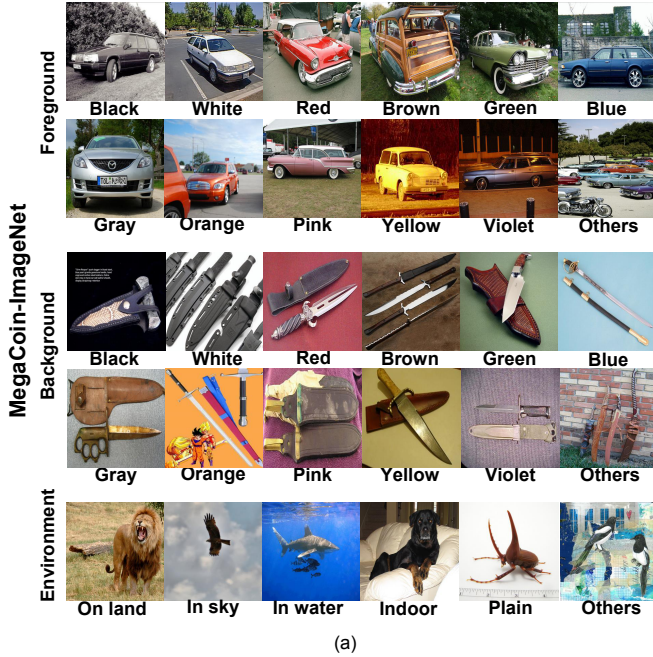 MegaCoin-ImageNet
Foreground
Black White Red Brown Green Blue
Gray Orange Pink Yellow Violet Others
Background
Black White Red Brown Green Blue
Gray Orange Pink Yellow Violet Others
Environment
On land In sky In water Indoor Plain Others
(a)